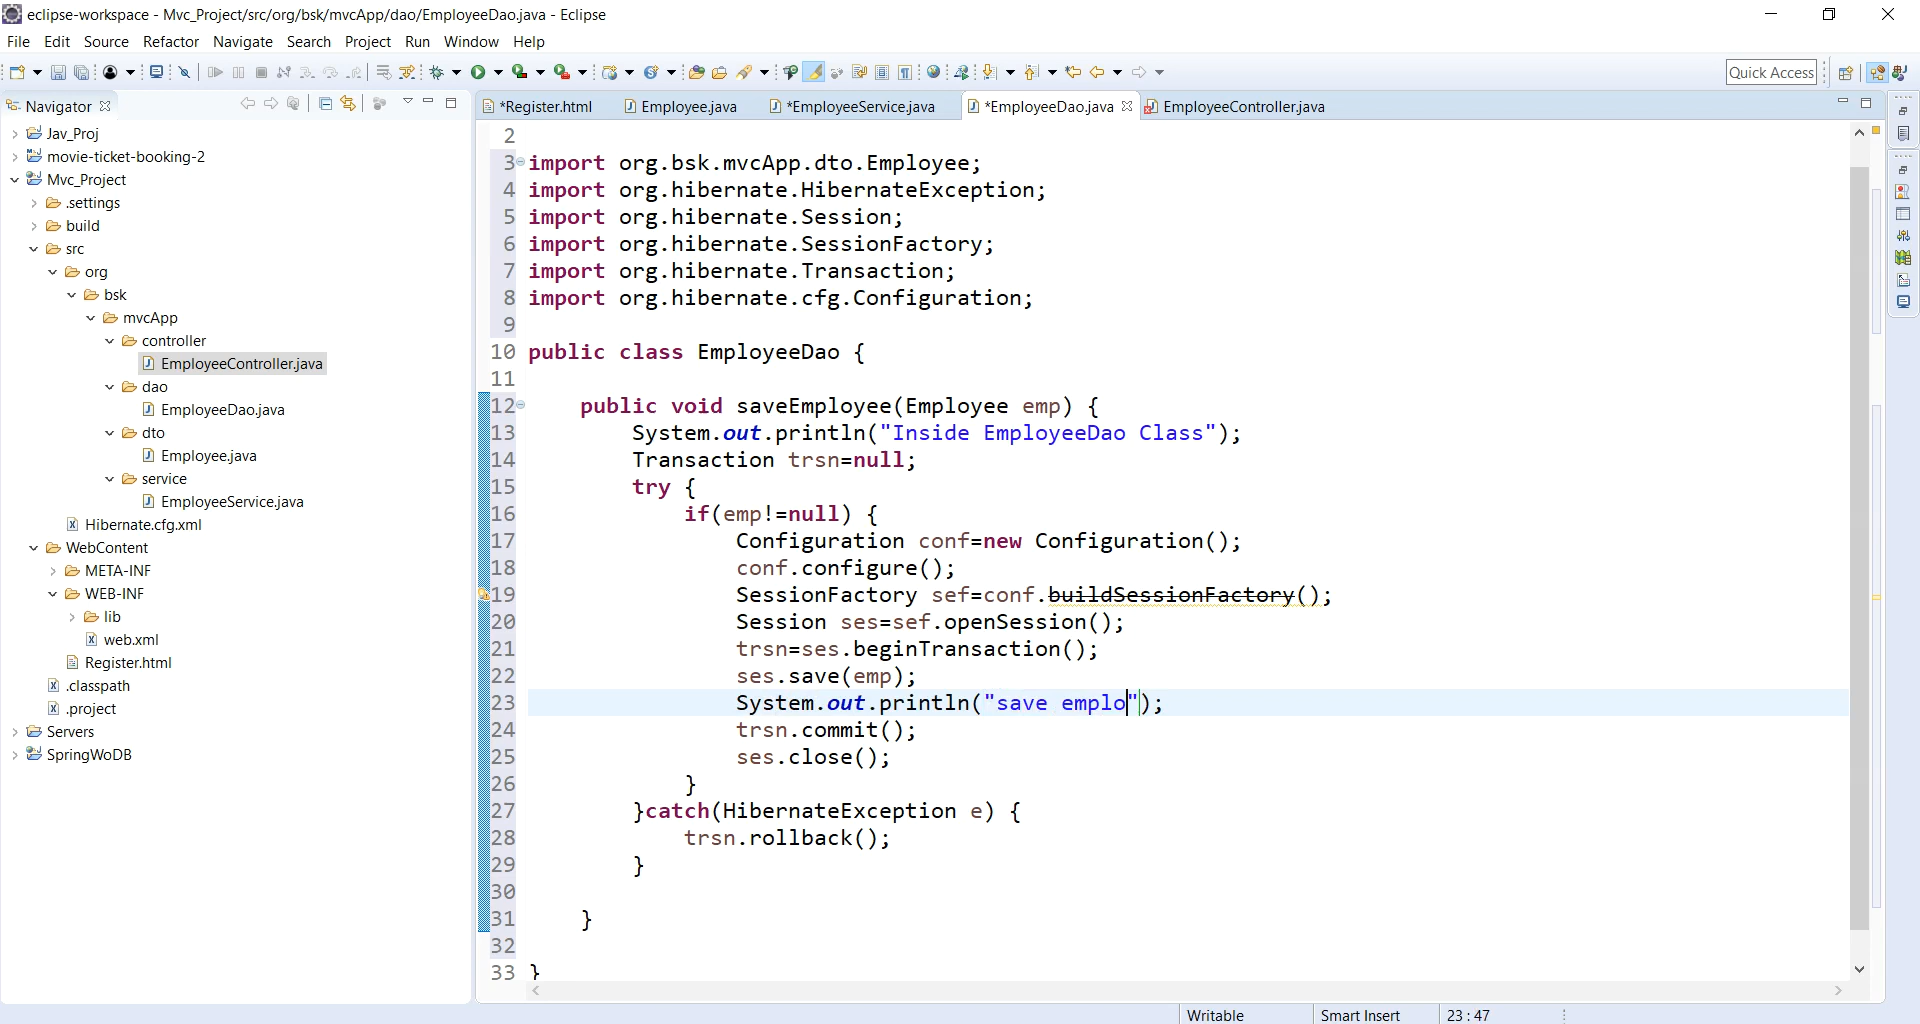 eclipse-workspace - Mvc_Project/src/org/bsk/mvcApp/dao/EmployeeDao.java - Eclipse
File Edit Source Refactor Navigate Search Project Run Window Help
Quick Access
Navigator
*Register.html Employee.java *EmployeeService.java *EmployeeDao.java EmployeeController.java
Jav_Proj
movie-ticket-booking-2
Mvc_Project
.settings
build
src
org
bsk
mvcApp
controller
EmployeeController.java
dao
EmployeeDao.java
dto
Employee.java
service
EmployeeService.java
Hibernate.cfg.xml
WebContent
META-INF
WEB-INF
lib
web.xml
Register.html
.classpath
.project
Servers
SpringWoDB
2
3 import org.bsk.mvcApp.dto.Employee;
4 import org.hibernate.HibernateException;
5 import org.hibernate.Session;
6 import org.hibernate.SessionFactory;
7 import org.hibernate.Transaction;
8 import org.hibernate.cfg.Configuration;
9
10 public class EmployeeDao {
11
12 public void saveEmployee(Employee emp) {
13 System.out.println("Inside EmployeeDao Class");
14 Transaction trsn=null;
15 try {
16 if(emp!=null) {
17 Configuration conf=new Configuration();
18 conf.configure();
19 SessionFactory sef=conf.buildSessionFactory();
20 Session ses=sef.openSession();
21 trsn=ses.beginTransaction();
22 ses.save(emp);
23 System.out.println("save emplo");
24 trsn.commit();
25 ses.close();
26 }
27 }catch(HibernateException e) {
28 trsn.rollback();
29 }
30
31 }
32
33 }
Writable Smart Insert 23 : 47